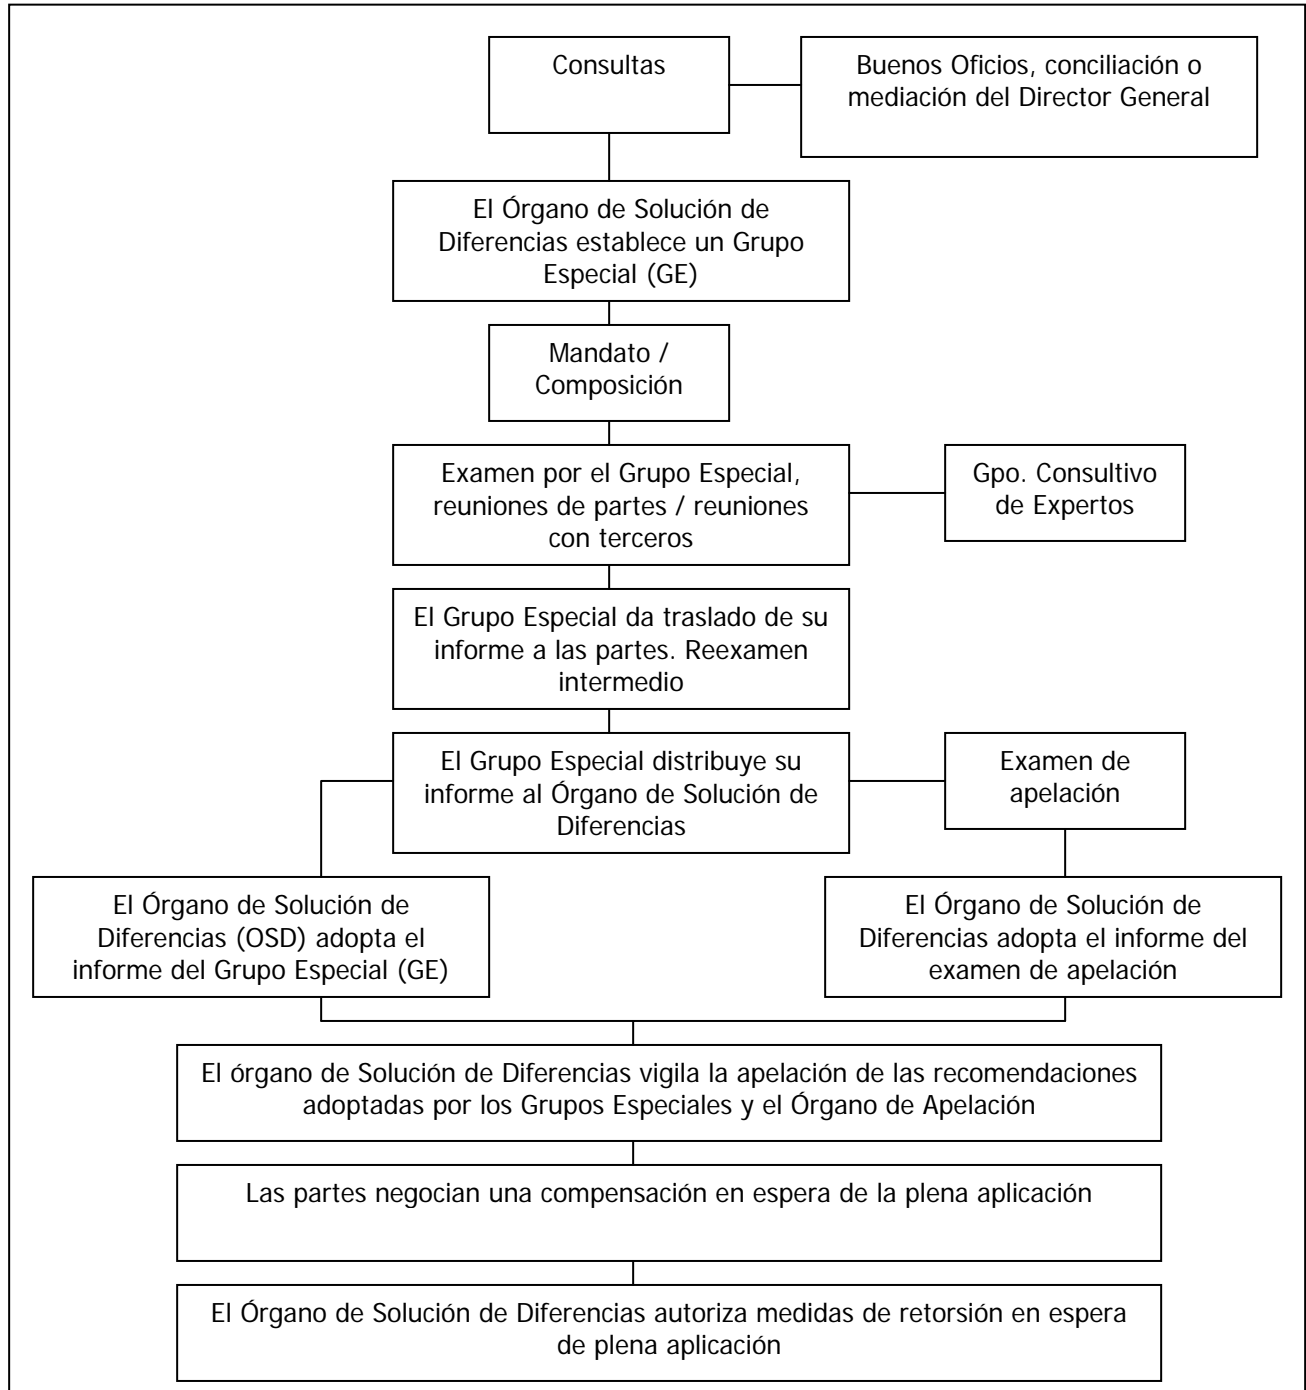 Consultas
Buenos Oficios, conciliación o
mediación del Director General
El Órgano de Solución de
Diferencias establece un Grupo
Especial (GE)
Mandato /
Composición
Examen por el Grupo Especial,
reuniones de partes / reuniones
con terceros
Gpo. Consultivo
de Expertos
El Grupo Especial da traslado de su
informe a las partes. Reexamen
intermedio
El Grupo Especial distribuye su
informe al Órgano de Solución de
Diferencias
Examen de
apelación
El Órgano de Solución de
Diferencias (OSD) adopta el
informe del Grupo Especial (GE)
El Órgano de Solución de
Diferencias adopta el informe del
examen de apelación
El órgano de Solución de Diferencias vigila la apelación de las recomendaciones
adoptadas por los Grupos Especiales y el Órgano de Apelación
Las partes negocian una compensación en espera de la plena aplicación
El Órgano de Solución de Diferencias autoriza medidas de retorsión en espera
de plena aplicación